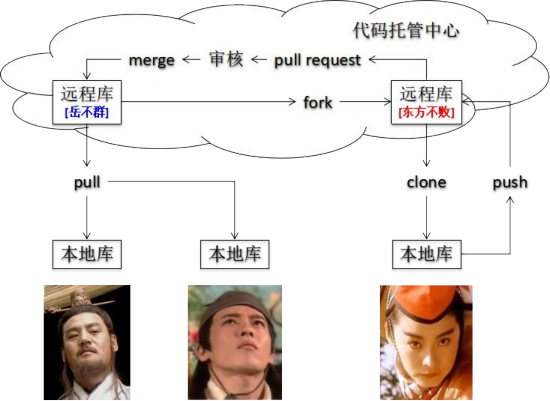 代码托管中心
merge
审核
pull request
远程库
[岳不群]
fork
远程库
[东方不败]
pull
clone
push
本地库
本地库
本地库